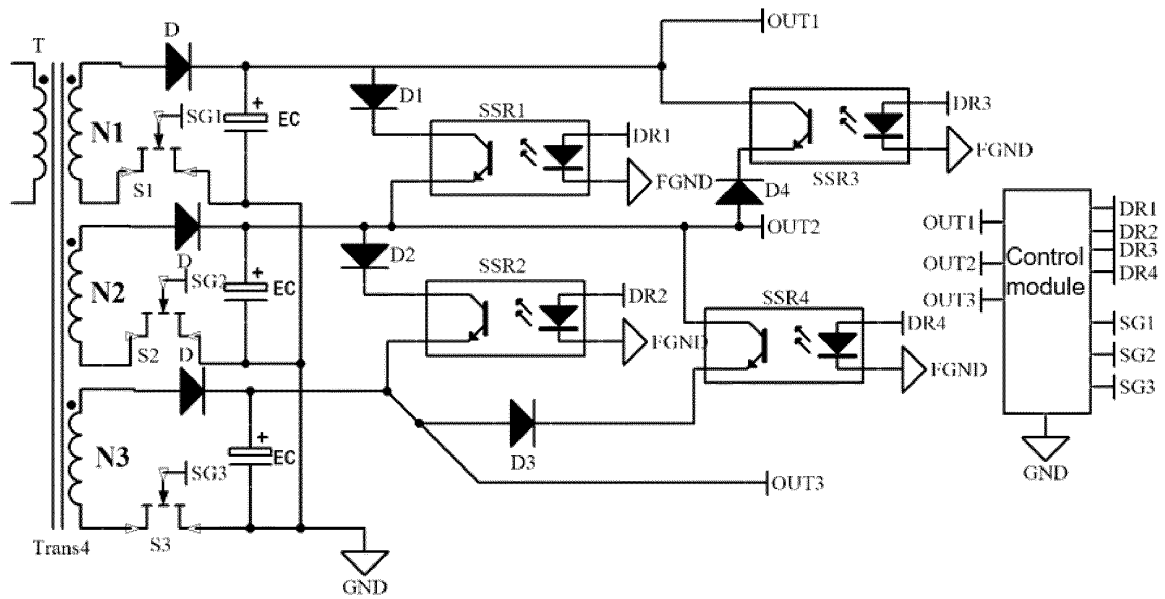 T
D
OUT1
N1
SG1
EC
S1
D1
SSR1
DR1
FGND
DR3
FGND
SSR3
D4
D
OUT2
N2
SG2
EC
S2
D2
SSR2
DR2
FGND
SSR4
DR4
FGND
D
N3
SG3
EC
S3
D3
OUT3
Trans4
GND
OUT1
OUT2
OUT3
Control
module
DR1
DR2
DR3
DR4
SG1
SG2
SG3
GND